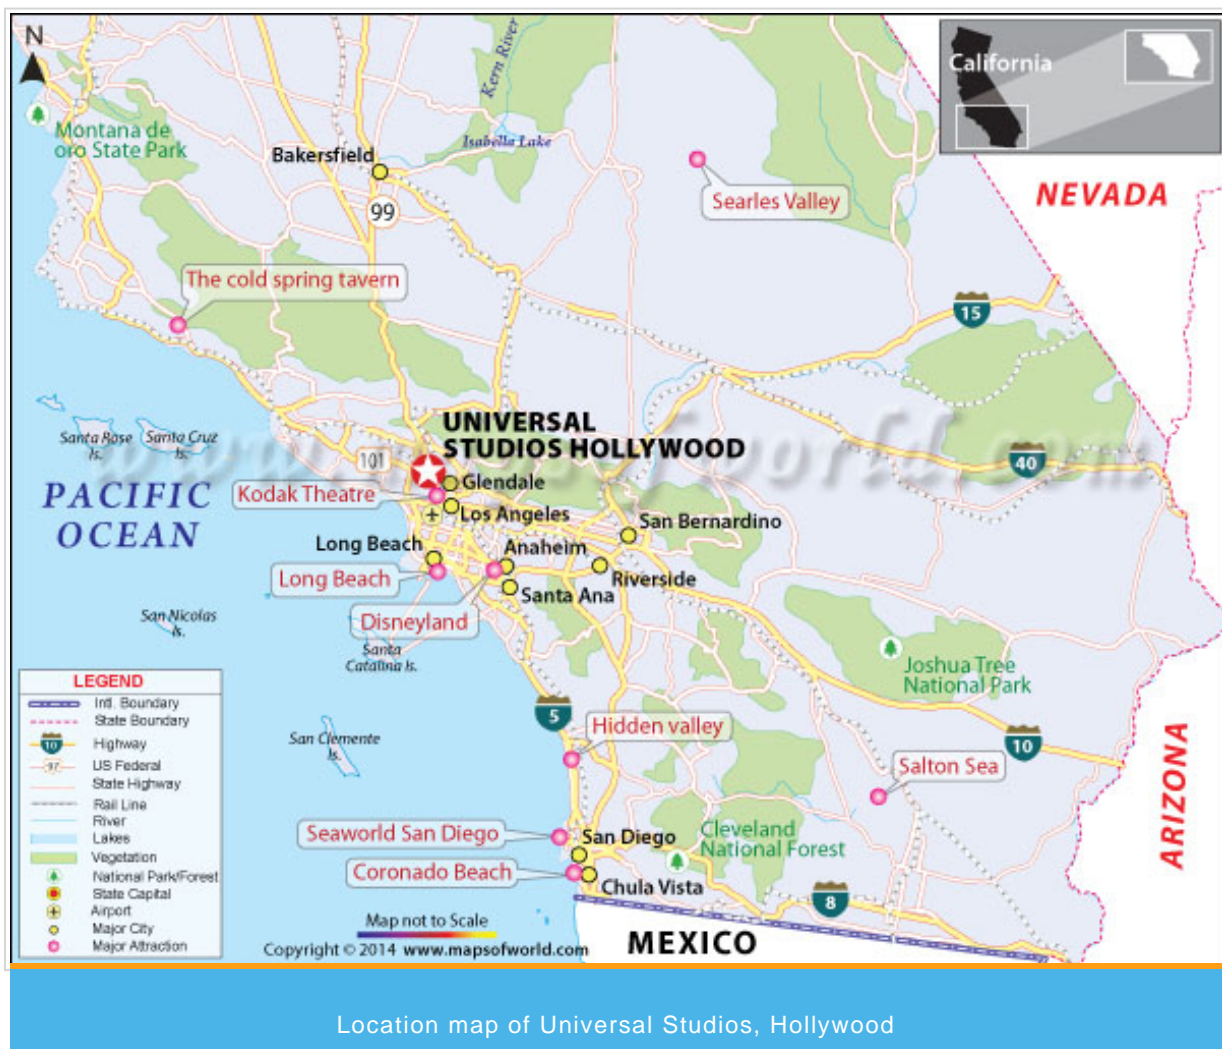 N
Montana de
oro State Park
Kern River
Isabella Lake
Bakersfield
99
Searles Valley
California
NEVADA
The cold spring tavern
15
UNIVERSAL
STUDIOS HOLLYWOOD
www.mapsofworld.com
Santa Rose
Is.
Santa Cruz
Is.
101
40
PACIFIC
OCEAN
Kodak Theatre
Glendale
Los Angeles
San Bernardino
Long Beach
Anaheim
Long Beach
Riverside
Santa Ana
Disneyland
San Nicolas
Is.
Santa
Catalina Is.
Joshua Tree
National Park
LEGEND
Intl. Boundary
State Boundary
10
Highway
97
US Federal
State Highway
Rail Line
River
Lakes
Vegetation
National Park/Forest
State Capital
Airport
Major City
Major Attraction
5
Hidden valley
San Clemente
Is.
10
Salton Sea
ARIZONA
Seaworld San Diego
San Diego
Cleveland
National Forest
Coronado Beach
Chula Vista
8
Map not to Scale
Copyright © 2014 www.mapsofworld.com
MEXICO
Location map of Universal Studios, Hollywood